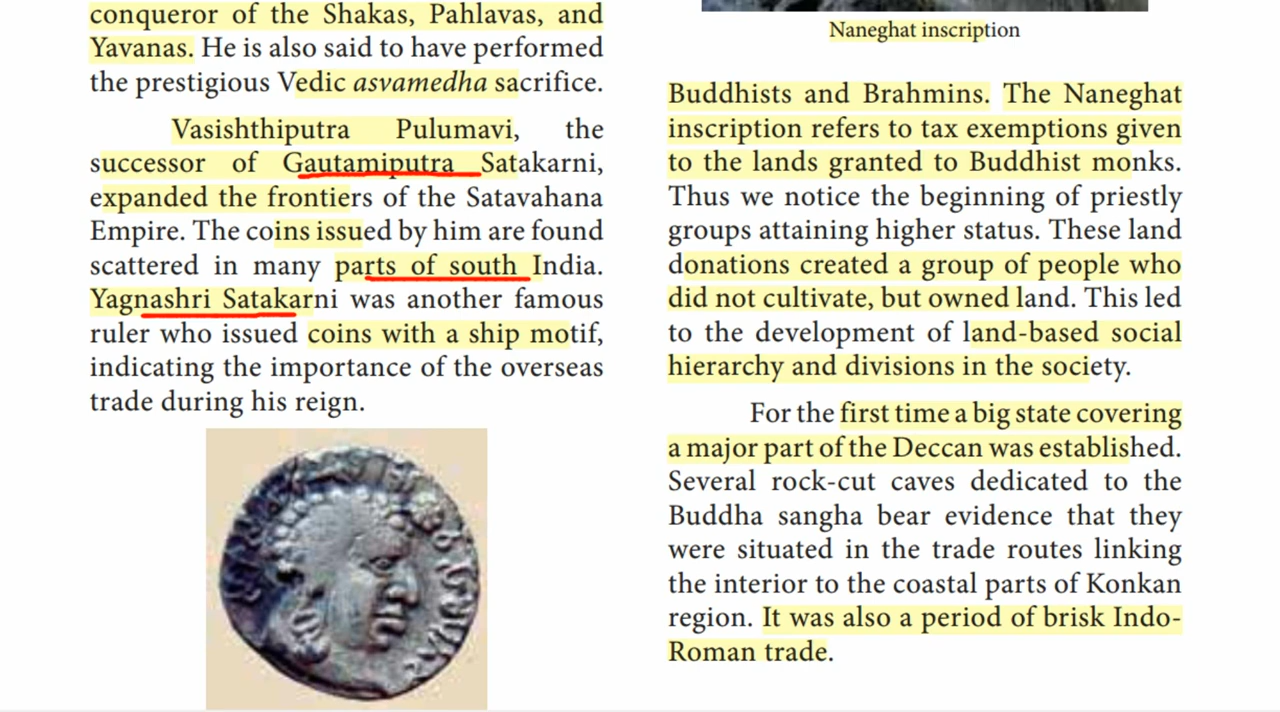 conqueror of the Shakas, Pahlavas, and
Yavanas. He is also said to have performed
the prestigious Vedic asvamedha sacrifice.
Vasishthiputra Pulumavi, the
successor of Gautamiputra Satakarni,
expanded the frontiers of the Satavahana
Empire. The coins issued by him are found
scattered in many parts of south India.
Yagnashri Satakarni was another famous
ruler who issued coins with a ship motif,
indicating the importance of the overseas
trade during his reign.
Naneghat inscription
Buddhists and Brahmins. The Naneghat
inscription refers to tax exemptions given
to the lands granted to Buddhist monks.
Thus we notice the beginning of priestly
groups attaining higher status. These land
donations created a group of people who
did not cultivate, but owned land. This led
to the development of land-based social
hierarchy and divisions in the society.
For the first time a big state covering
a major part of the Deccan was established.
Several rock-cut caves dedicated to the
Buddha sangha bear evidence that they
were situated in the trade routes linking
the interior to the coastal parts of Konkan
region. It was also a period of brisk Indo-
Roman trade.